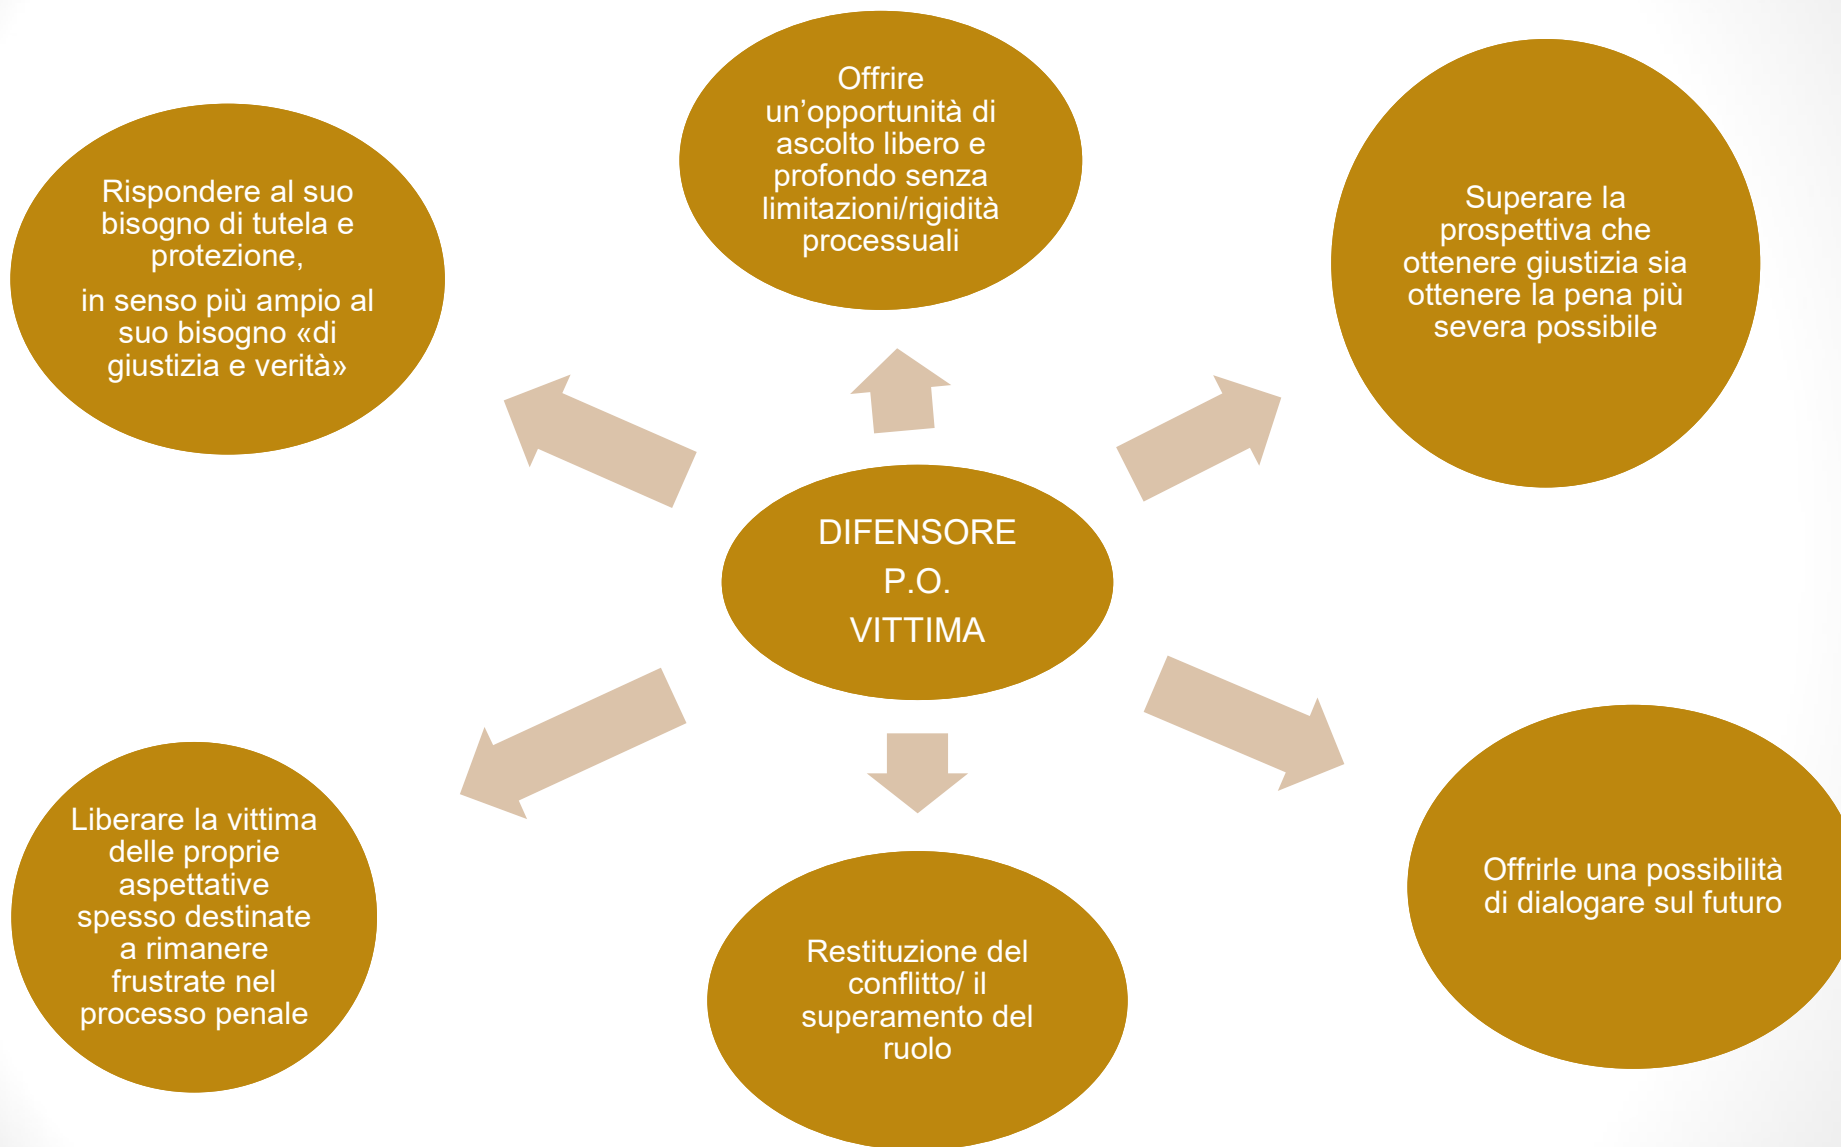 Offrire
un’opportunità di
ascolto libero e
profondo senza
limitazioni/rigidità
processuali
Rispondere al suo
bisogno di tutela e
protezione,
in senso più ampio al
suo bisogno «di
giustizia e verità»
Superare la
prospettiva che
ottenere giustizia sia
ottenere la pena più
severa possibile
DIFENSORE
P.O.
VITTIMA
Liberare la vittima
delle proprie
aspettative
spesso destinate
a rimanere
frustrate nel
processo penale
Restituzione del
conflitto/ il
superamento del
ruolo
Offrirle una possibilità
di dialogare sul futuro